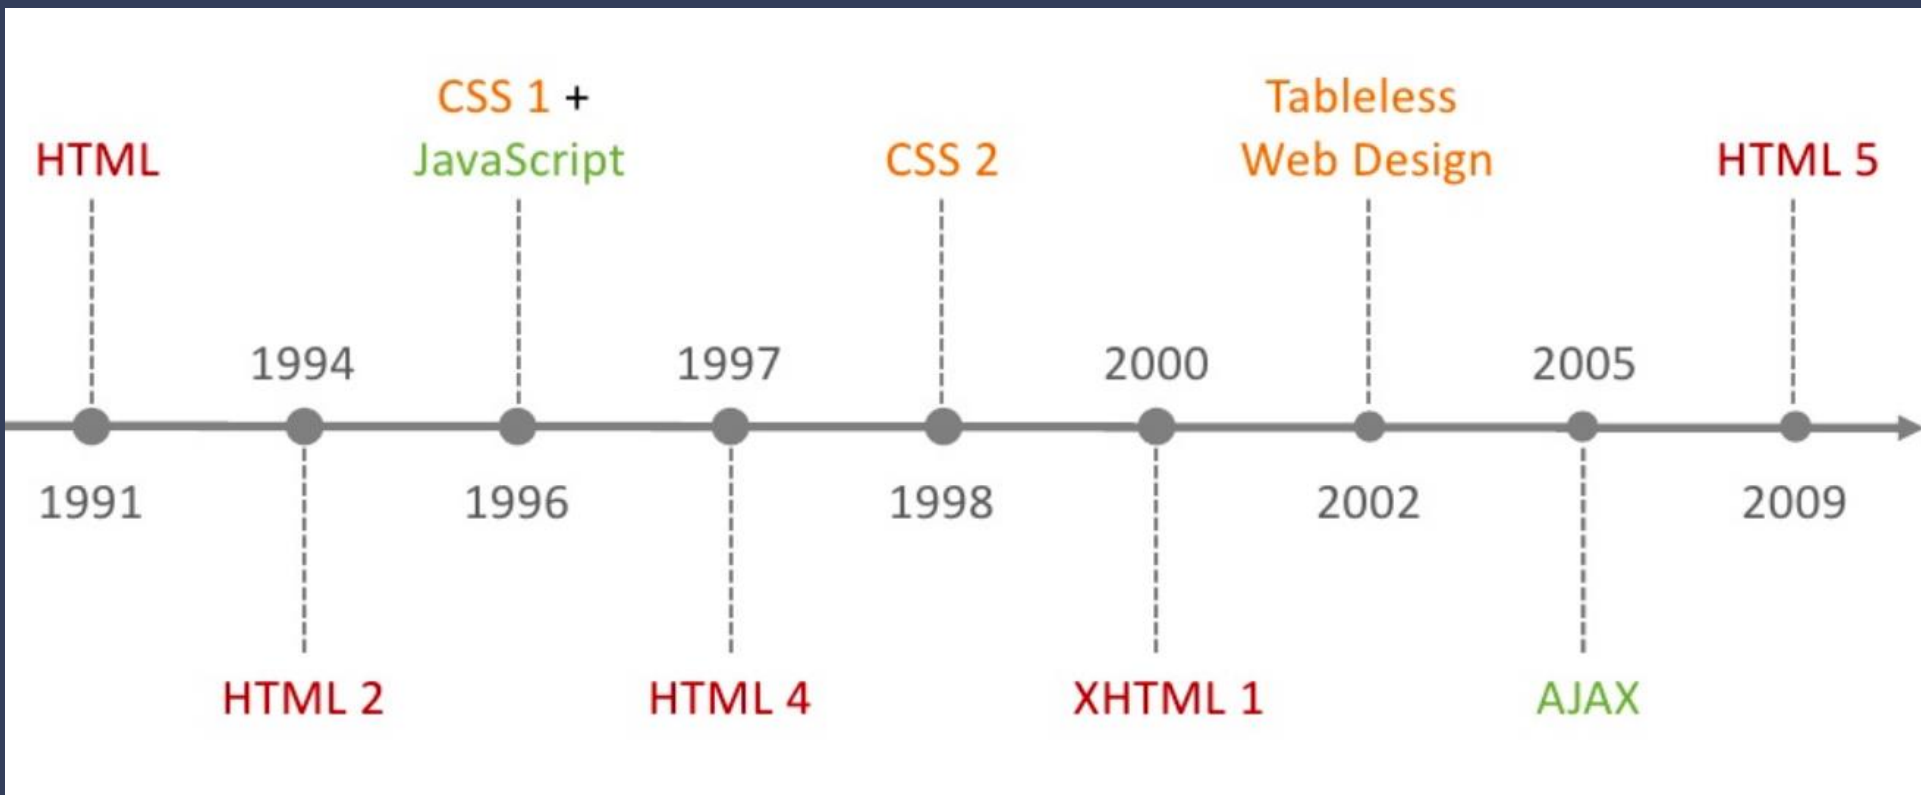 CSS 1 +
JavaScript
Tableless
Web Design
HTML
CSS 2
HTML 5
1994
1997
2000
2005
1991
1996
1998
2002
2009
HTML 2
HTML 4
XHTML 1
AJAX